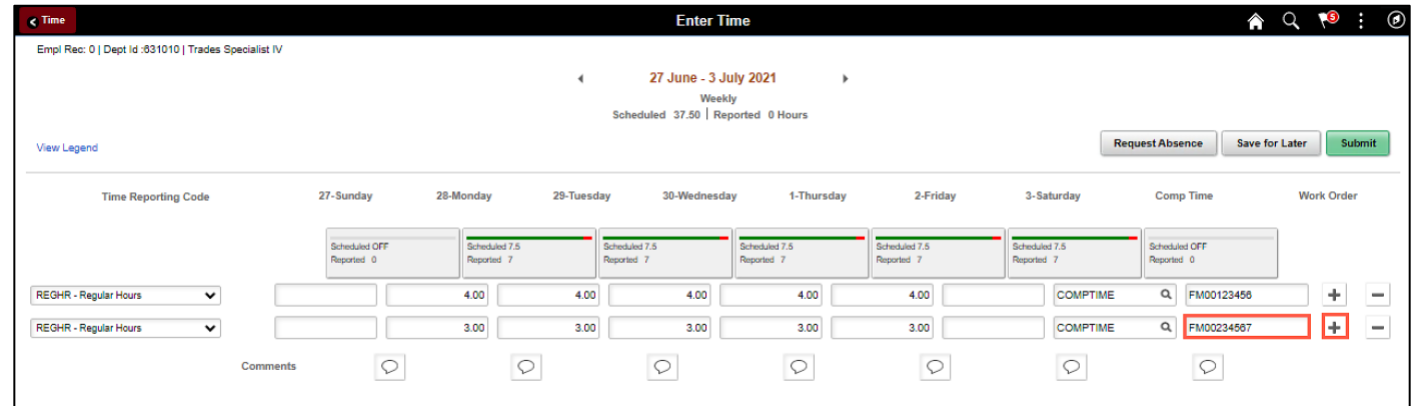 Time
Enter Time
5
Empl Rec: 0 | Dept Id :631010 | Trades Specialist IV
27 June - 3 July 2021
Weekly
Scheduled 37.50 | Reported 0 Hours
View Legend
Request Absence Save for Later Submit
Time Reporting Code 27-Sunday 28-Monday 29-Tuesday 30-Wednesday 1-Thursday 2-Friday 3-Saturday Comp Time Work Order
Scheduled OFF Scheduled 7.5 Scheduled 7.5 Scheduled 7.5 Scheduled 7.5 Scheduled 7.5 Scheduled OFF
Reported 0 Reported 7 Reported 7 Reported 7 Reported 7 Reported 7 Reported 0
REGHR - Regular Hours 4.00 4.00 4.00 4.00 4.00 COMPTIME FM00123456
REGHR - Regular Hours 3.00 3.00 3.00 3.00 3.00 COMPTIME FM00234567
Comments